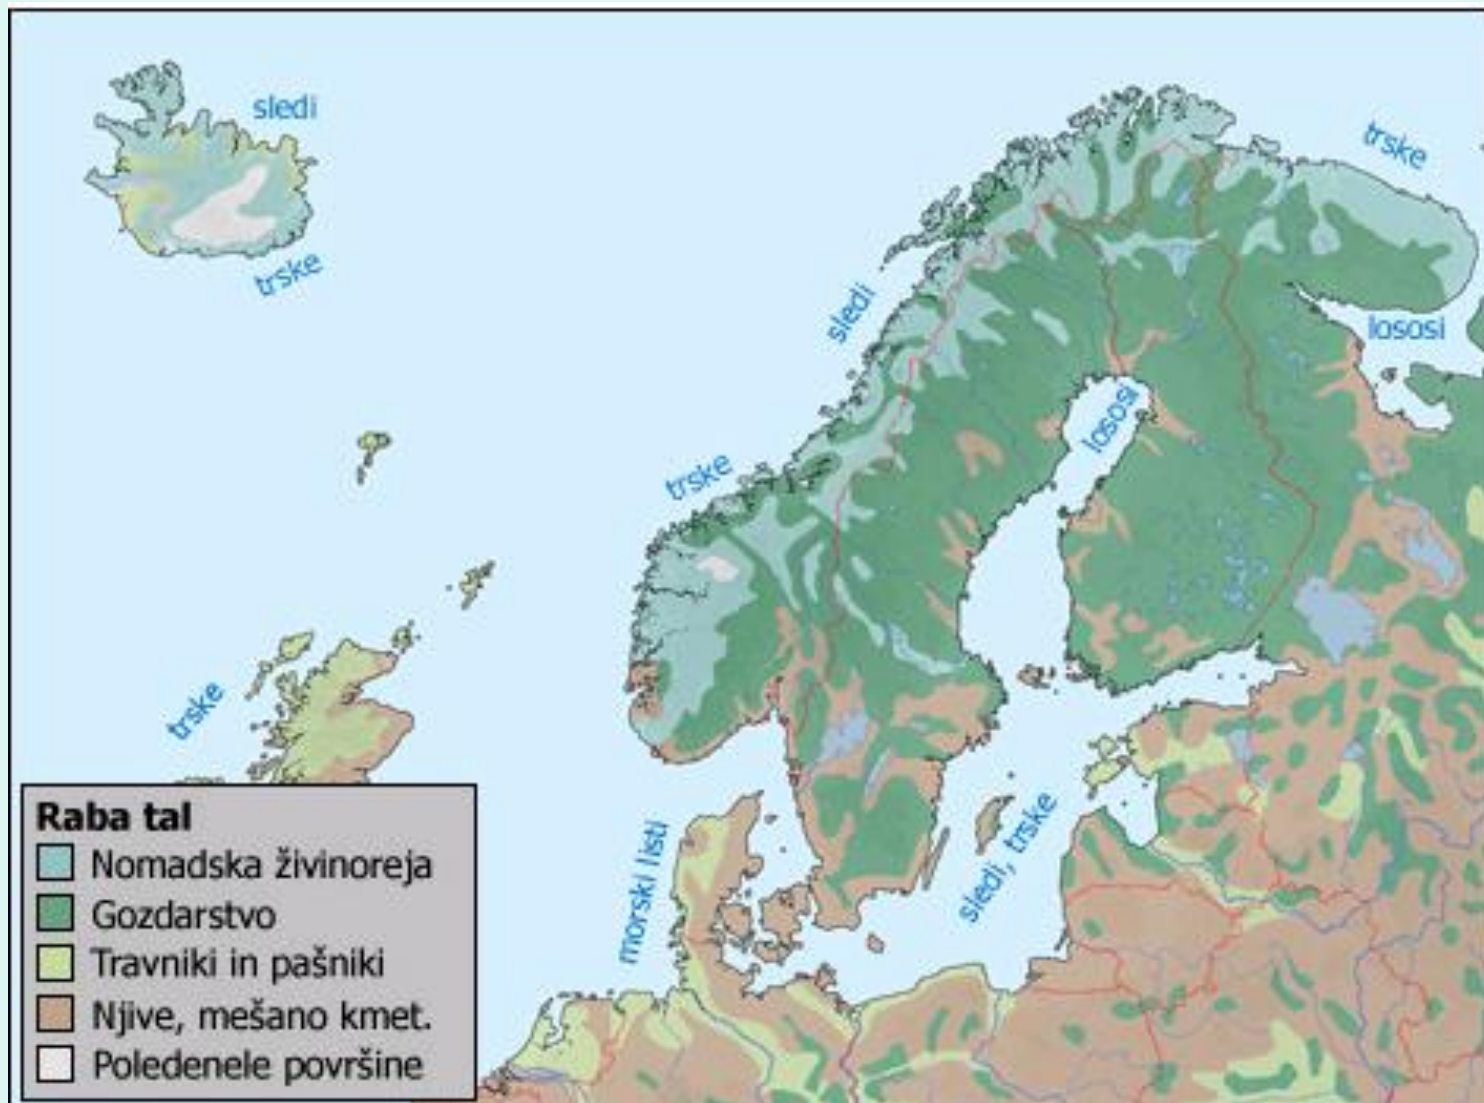 sledi
trske
trske
sledi
lososi
lososi
trske
trske
morski listi
sledi, trske
Raba tal
Nomadska živinoreja
Gozdarstvo
Travniki in pašniki
Njive, mešano kmet.
Poledenele površine